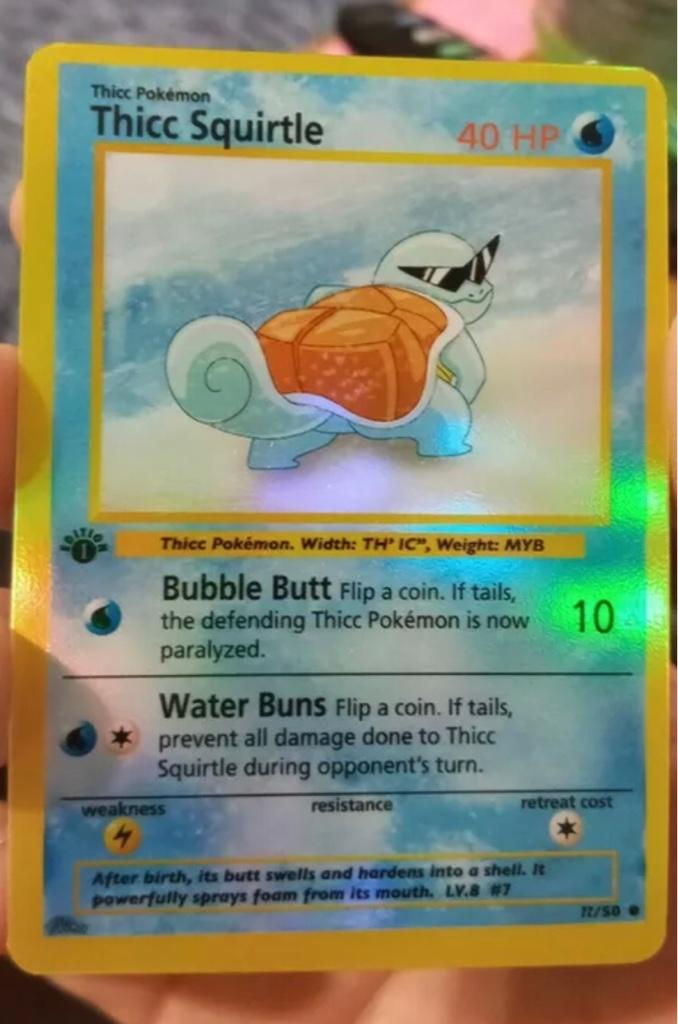 Thicc Pokémon
Thicc Squirtle
40 HP
EDITION
1
Thicc Pokémon. Width: TH' IC", Weight: MYB
Bubble Butt Flip a coin. If tails,
the defending Thicc Pokémon is now
paralyzed.
10
Water Buns Flip a coin. If tails,
prevent all damage done to Thicc
Squirtle during opponent's turn.
weakness
resistance
retreat cost
After birth, its butt swells and hardens into a shell. It
powerfully sprays foam from its mouth. LV.8 #7